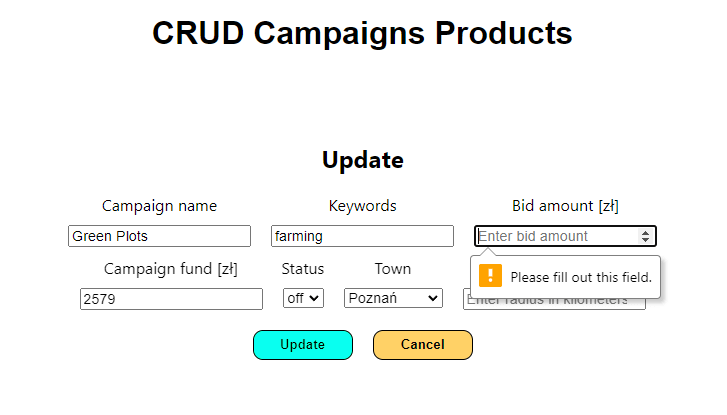 CRUD Campaigns Products
Update
Campaign name Keywords Bid amount [zł]
Green Plots farming Enter bid amount
Campaign fund [zł] Status Town
Please fill out this field.
2579 off Poznań Enter radius in kilometers
Update Cancel